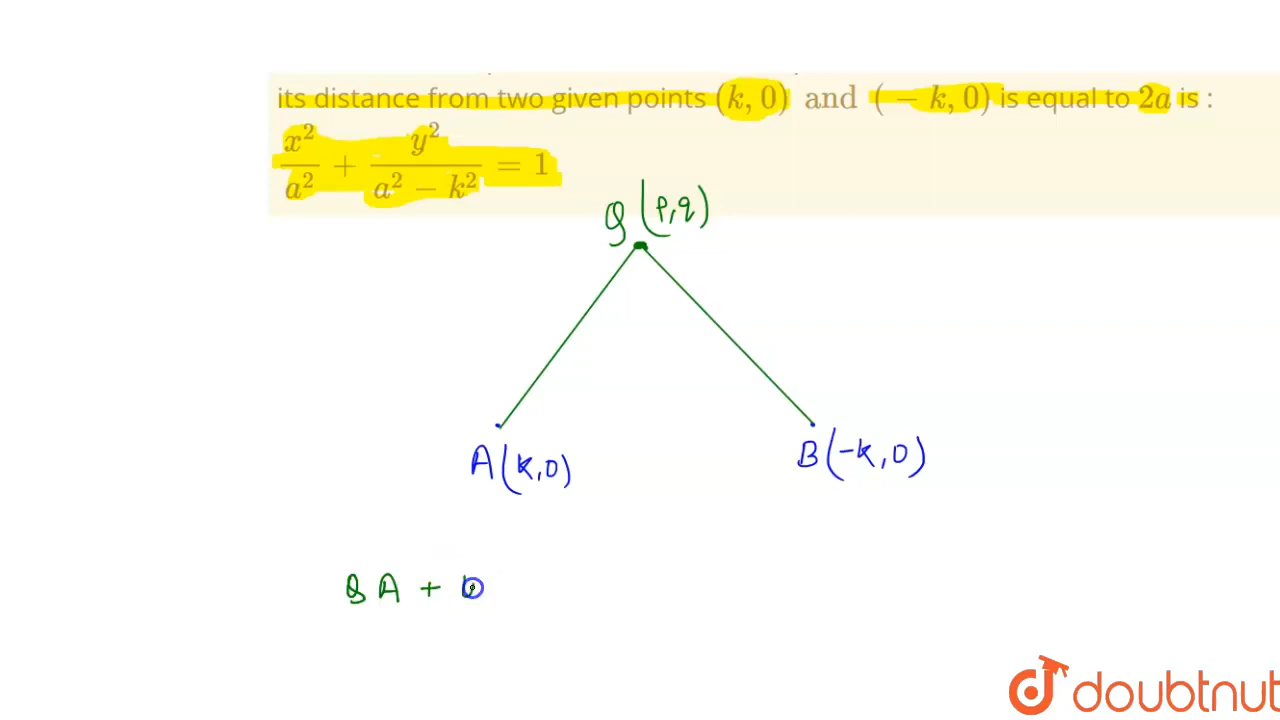 its distance from two given points (k, 0) and (−k, 0) is equal to 2a is :
x²/a² + y²/(a² − k²) = 1
Q(p,q)
A(k,0) B(-k,0)
QA +
doubtnut